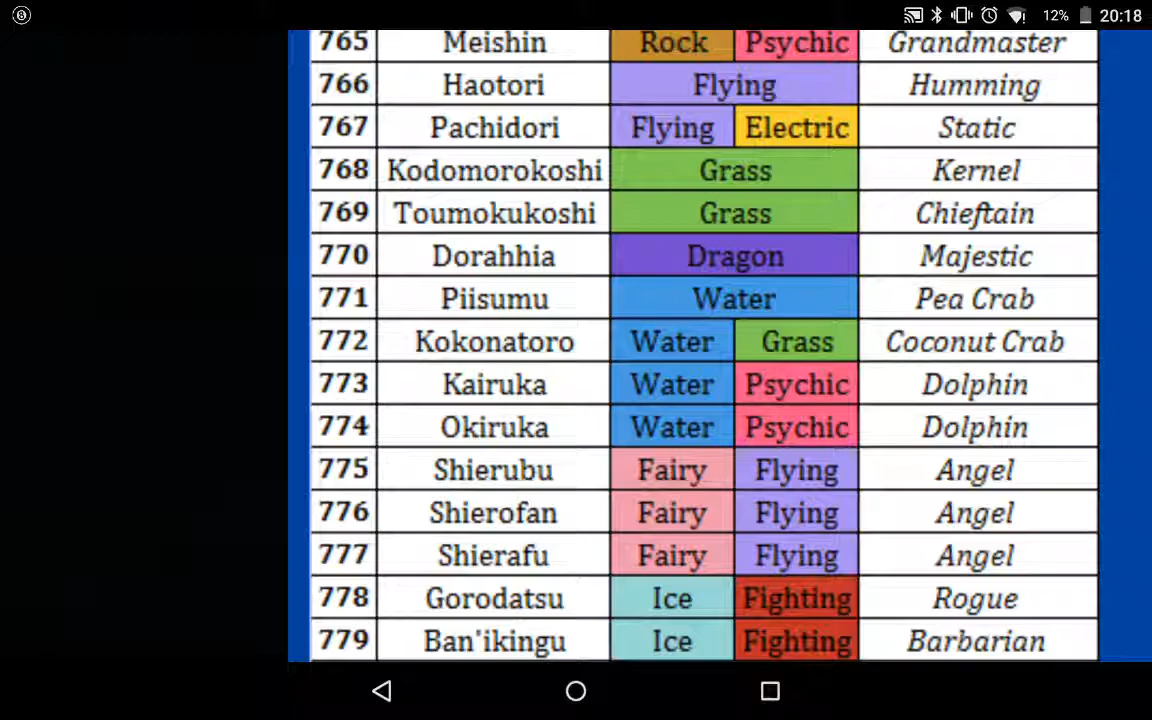 12% 20:18
765 Meishin Rock Psychic Grandmaster
766 Haotori Flying Humming
767 Pachidori Flying Electric Static
768 Kodomorokoshi Grass Kernel
769 Toumokukoshi Grass Chieftain
770 Dorahhia Dragon Majestic
771 Piisumu Water Pea Crab
772 Kokonatoro Water Grass Coconut Crab
773 Kairuka Water Psychic Dolphin
774 Okiruka Water Psychic Dolphin
775 Shierubu Fairy Flying Angel
776 Shierofan Fairy Flying Angel
777 Shierafu Fairy Flying Angel
778 Gorodatsu Ice Fighting Rogue
779 Ban'ikingu Ice Fighting Barbarian